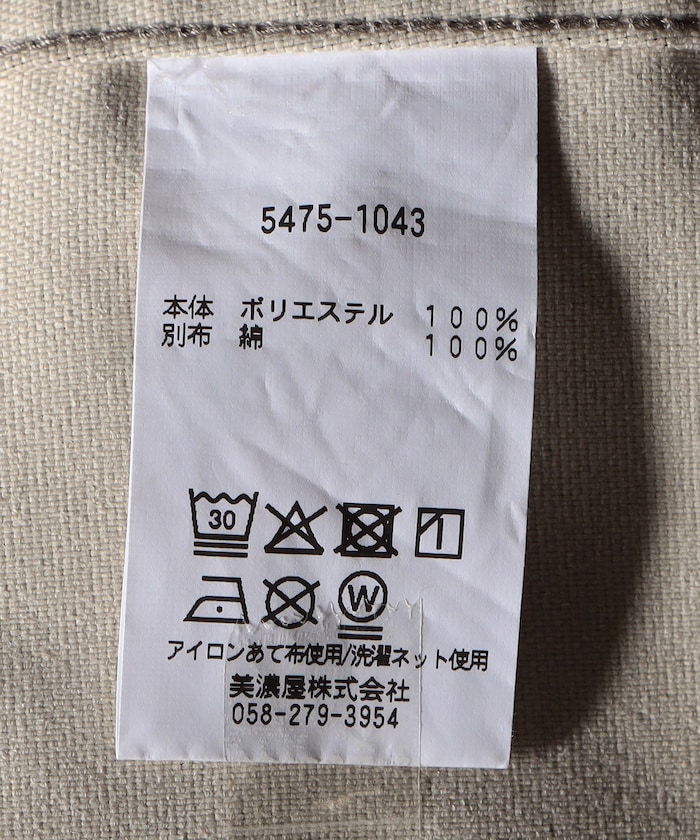 5475-1043
本体 ポリエステル 100%
別布 綿 100%
30
W
アイロンあて布使用/洗濯ネット使用
美濃屋株式会社
058-279-3954